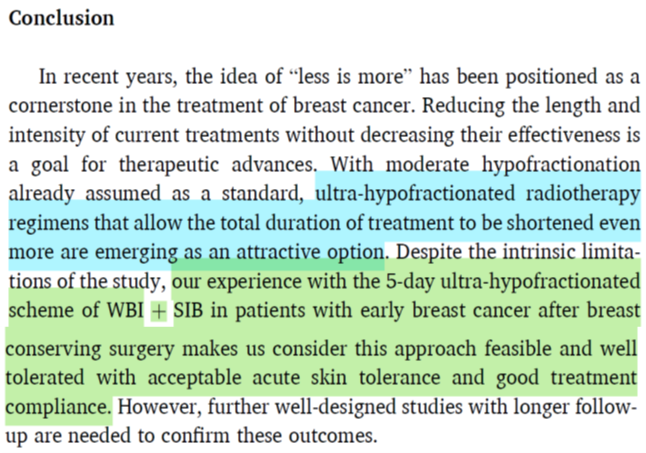 Conclusion
In recent years, the idea of “less is more” has been positioned as a
cornerstone in the treatment of breast cancer. Reducing the length and
intensity of current treatments without decreasing their effectiveness is
a goal for therapeutic advances. With moderate hypofractionation
already assumed as a standard, ultra-hypofractionated radiotherapy
regimens that allow the total duration of treatment to be shortened even
more are emerging as an attractive option. Despite the intrinsic limita-
tions of the study, our experience with the 5-day ultra-hypofractionated
scheme of WBI + SIB in patients with early breast cancer after breast
conserving surgery makes us consider this approach feasible and well
tolerated with acceptable acute skin tolerance and good treatment
compliance. However, further well-designed studies with longer follow-
up are needed to confirm these outcomes.